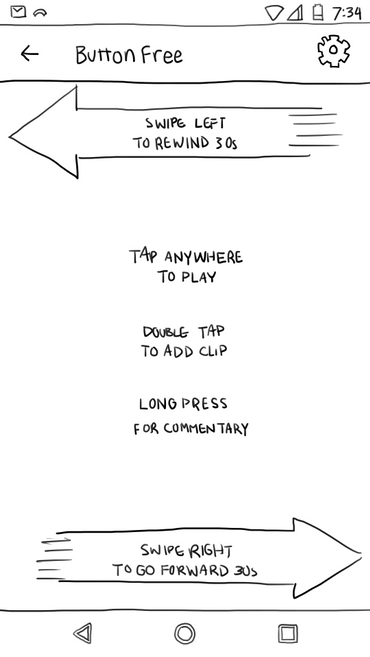 7:34
Button Free
SWIPE LEFT
TO REWIND 30s
TAP ANYWHERE
TO PLAY
DOUBLE TAP
TO ADD CLIP
LONG PRESS
FOR COMMENTARY
SWIPE RIGHT
TO GO FORWARD 30s